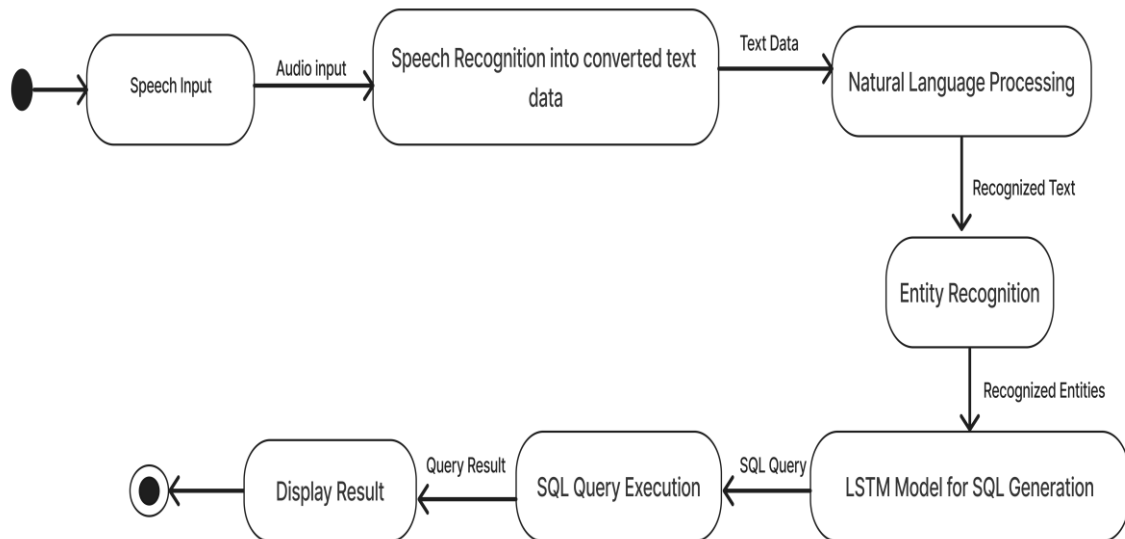 Speech Input
Audio input
Speech Recognition into converted text
data
Text Data
Natural Language Processing
Recognized Text
Entity Recognition
Recognized Entities
LSTM Model for SQL Generation
SQL Query
SQL Query Execution
Query Result
Display Result